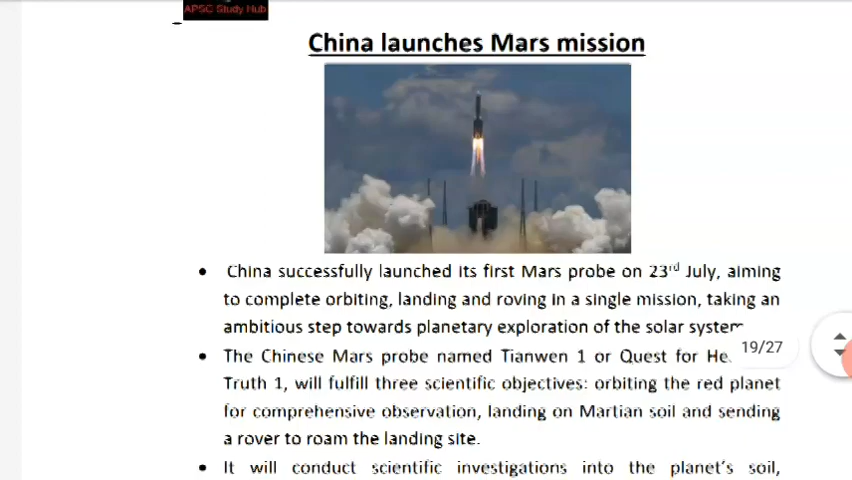 APSC Study Hub
China launches Mars mission
• China successfully launched its first Mars probe on 23rd July, aiming
to complete orbiting, landing and roving in a single mission, taking an
ambitious step towards planetary exploration of the solar system.
19/27
• The Chinese Mars probe named Tianwen 1 or Quest for
Truth 1, will fulfill three scientific objectives: orbiting the red planet
for comprehensive observation, landing on Martian soil and sending
a rover to roam the landing site.
• It will conduct scientific investigations into the planet's soil,